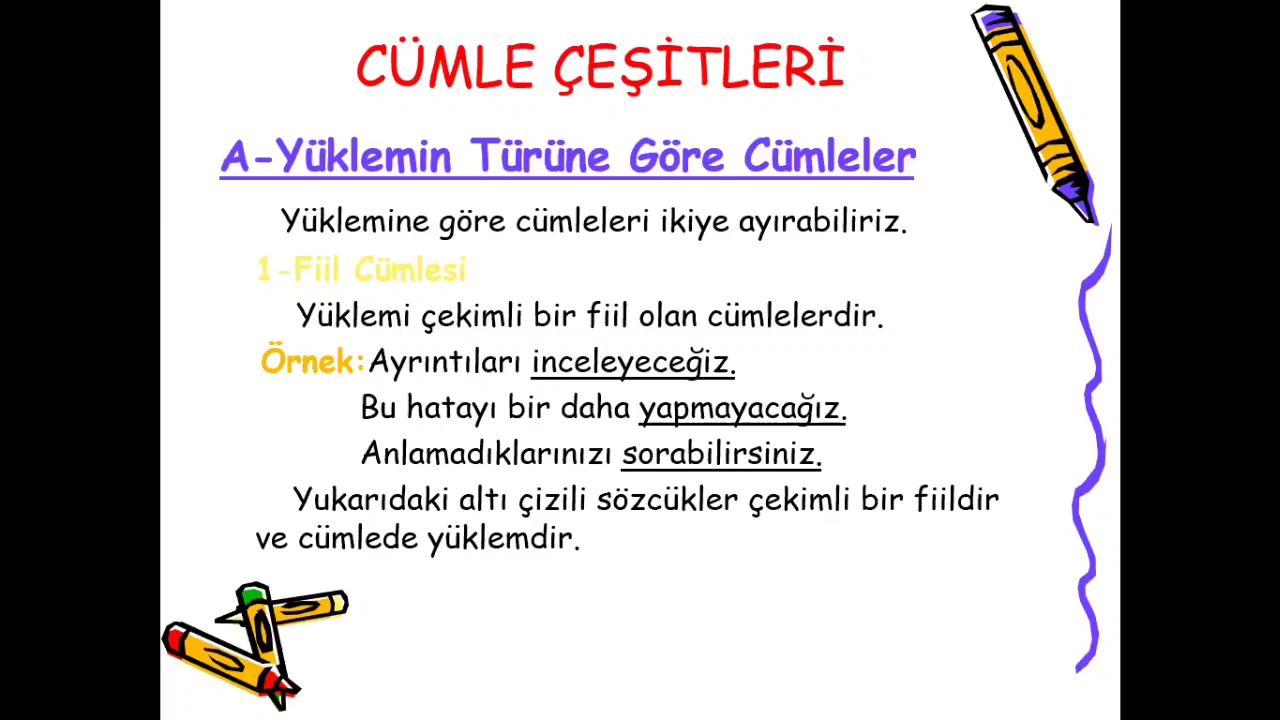 CÜMLE ÇEŞİTLERİ
A-Yüklemin Türüne Göre Cümleler
Yüklemine göre cümleleri ikiye ayırabiliriz.
1-Fiil Cümlesi
Yüklemi çekimli bir fiil olan cümlelerdir.
Örnek:Ayrıntıları inceleyeceğiz.
Bu hatayı bir daha yapmayacağız.
Anlamadıklarınızı sorabilirsiniz.
Yukarıdaki altı çizili sözcükler çekimli bir fiildir
ve cümlede yüklemdir.